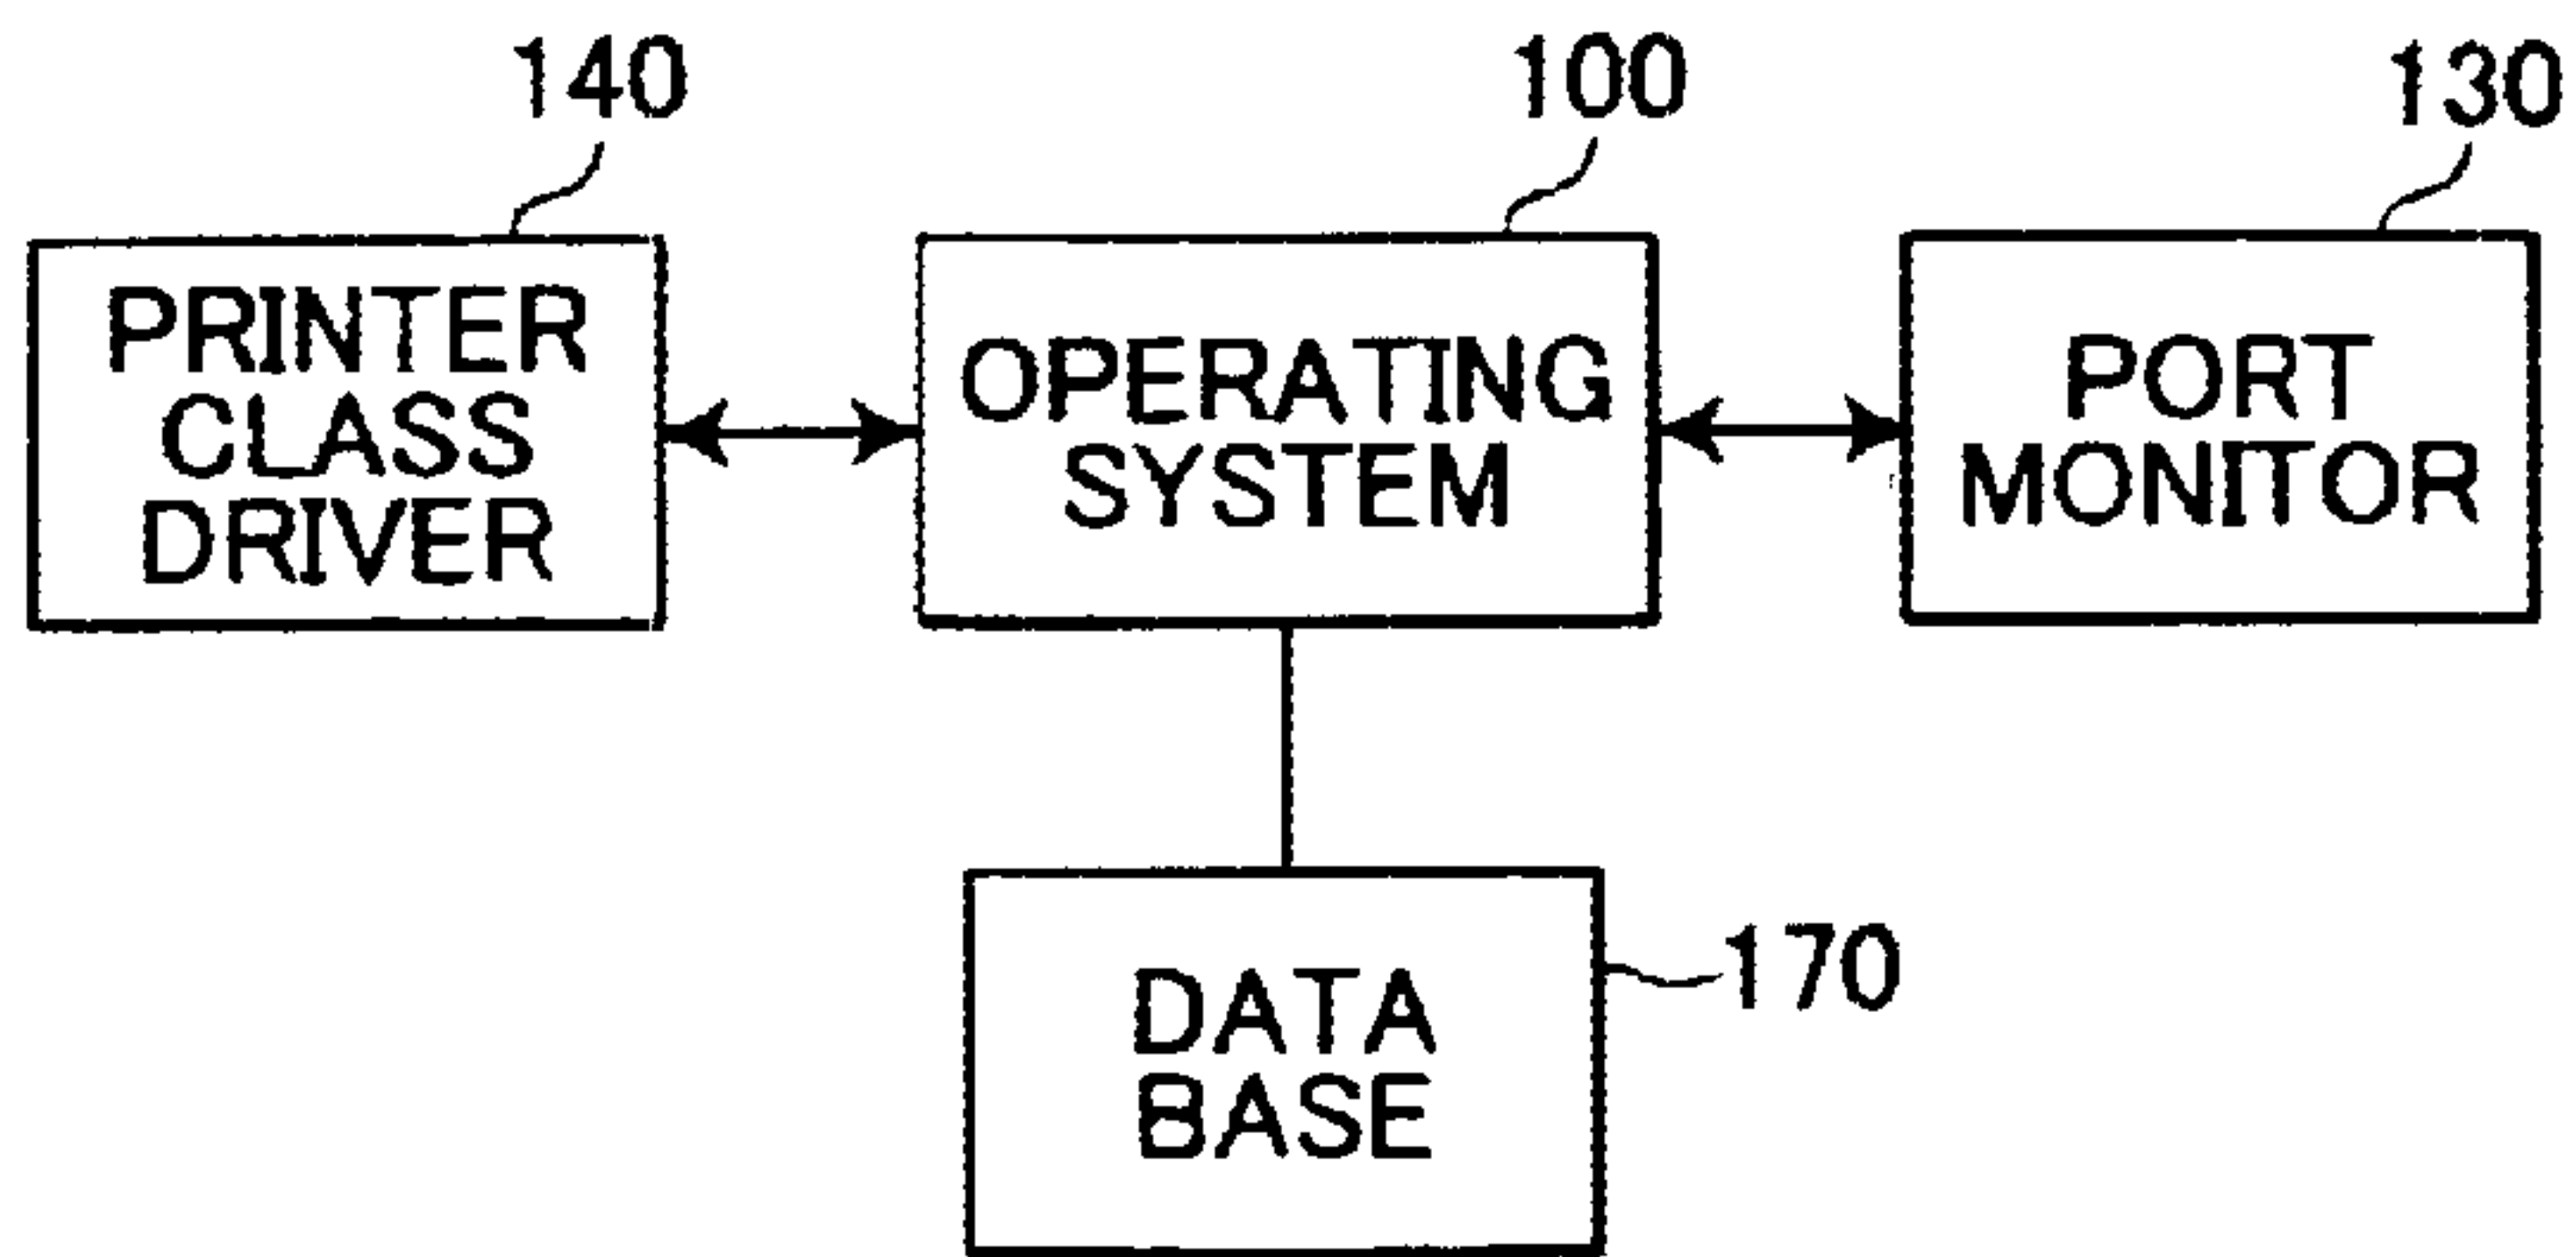 140
100
130
PRINTER
CLASS
DRIVER
OPERATING
SYSTEM
PORT
MONITOR
170
DATA
BASE